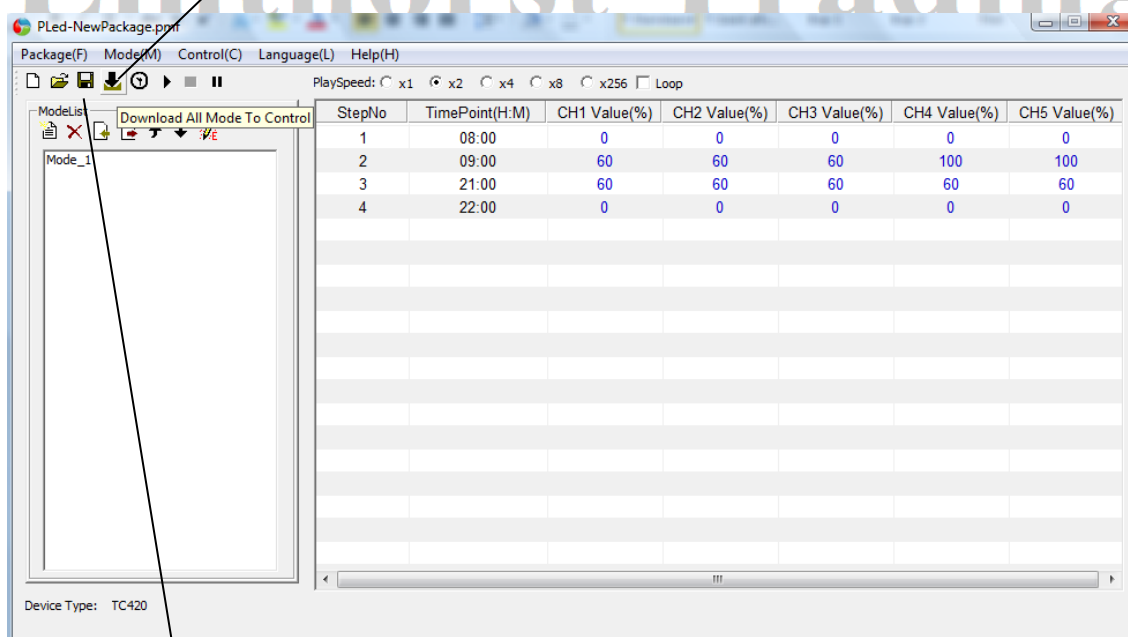 PLed-NewPackage.pmf
Package(F) Mode(M) Control(C) Language(L) Help(H)
PlaySpeed: x1 x2 x4 x8 x256 Loop
ModeList
Download All Mode To Control
Mode_1
StepNo TimePoint(H:M) CH1 Value(%) CH2 Value(%) CH3 Value(%) CH4 Value(%) CH5 Value(%)
1 08:00 0 0 0 0 0
2 09:00 60 60 60 100 100
3 21:00 60 60 60 60 60
4 22:00 0 0 0 0 0
Device Type: TC420